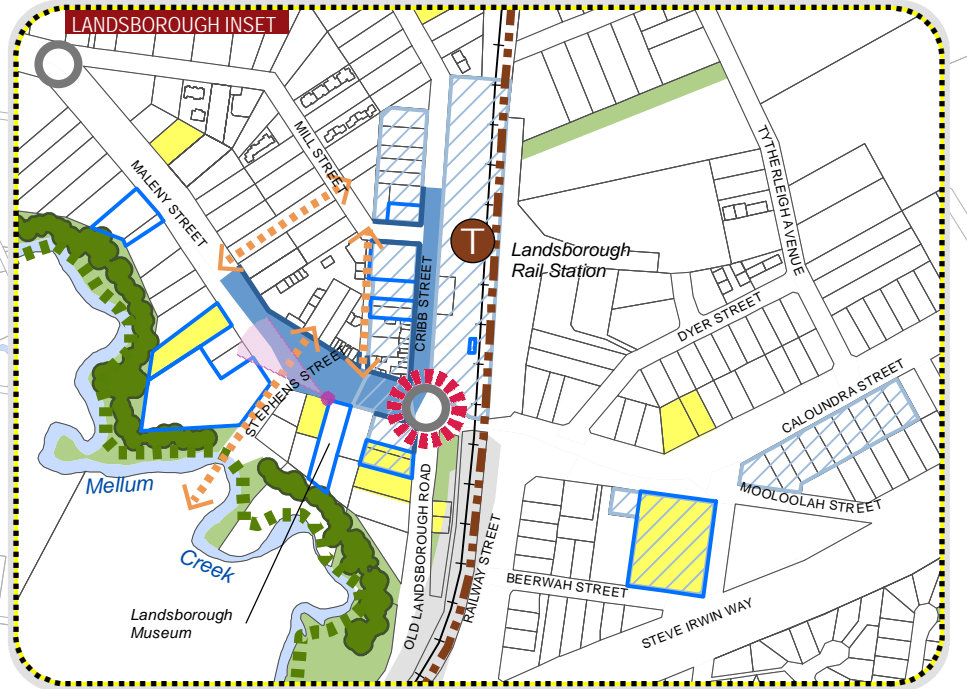 LANDSBOROUGH INSET
MILL STREET
MALENY STREET
TYTHERLEIGH AVENUE
T
Landsborough
Rail Station
CRIBB STREET
DYER STREET
STEPHENS STREET
CALOUNDRA STREET
MOOLOOLAH STREET
Mellum
Creek
OLD LANDSBOROUGH ROAD
RAILWAY STREET
BEERWAH STREET
STEVE IRWIN WAY
Landsborough
Museum